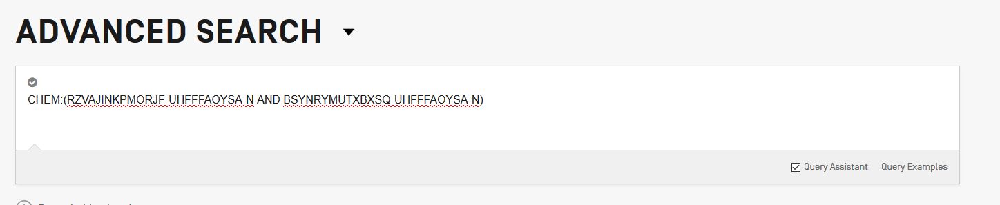 ADVANCED SEARCH
CHEM:(RZVAJINKPMORJF-UHFFFAOYSA-N AND BSYNRYMUTXBXSQ-UHFFFAOYSA-N)
Query Assistant Query Examples